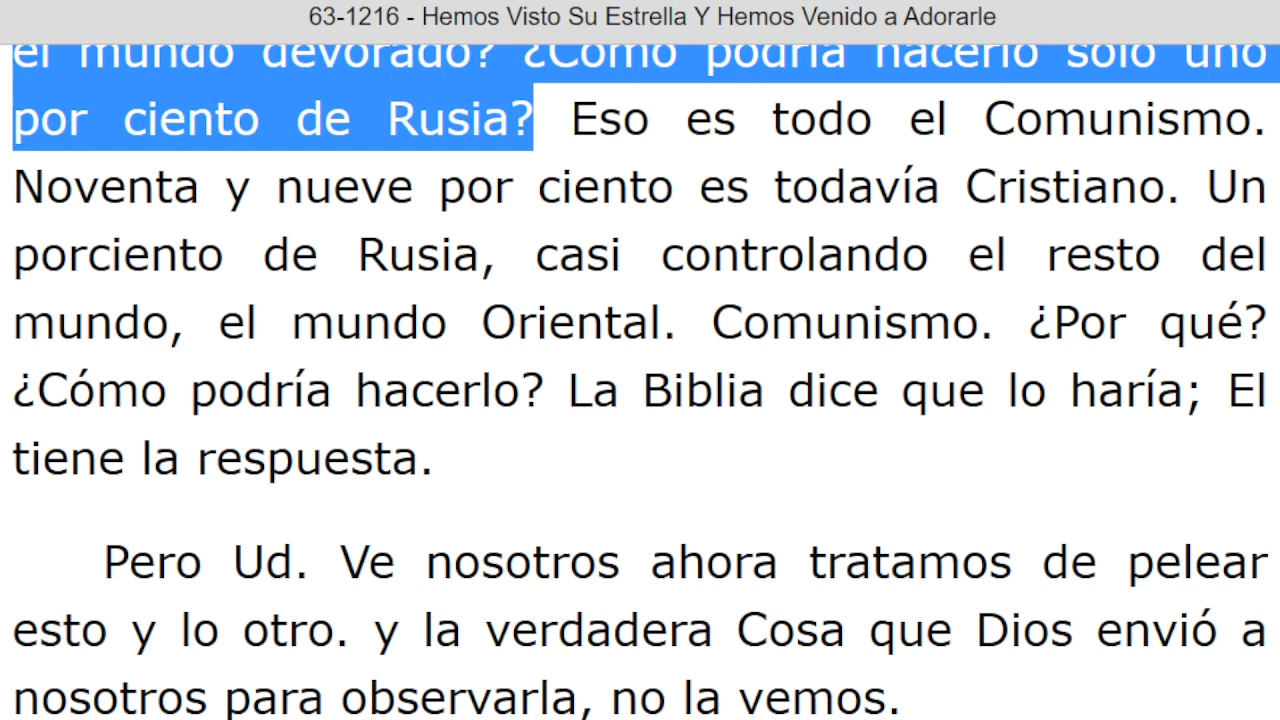 63-1216 - Hemos Visto Su Estrella Y Hemos Venido a Adorarle
el mundo devorado? ¿Cómo podría hacerlo sólo uno
por ciento de Rusia? Eso es todo el Comunismo.
Noventa y nueve por ciento es todavía Cristiano. Un
porciento de Rusia, casi controlando el resto del
mundo, el mundo Oriental. Comunismo. ¿Por qué?
¿Cómo podría hacerlo? La Biblia dice que lo haría; El
tiene la respuesta.
Pero Ud. Ve nosotros ahora tratamos de pelear
esto y lo otro. y la verdadera Cosa que Dios envió a
nosotros para observarla, no la vemos.